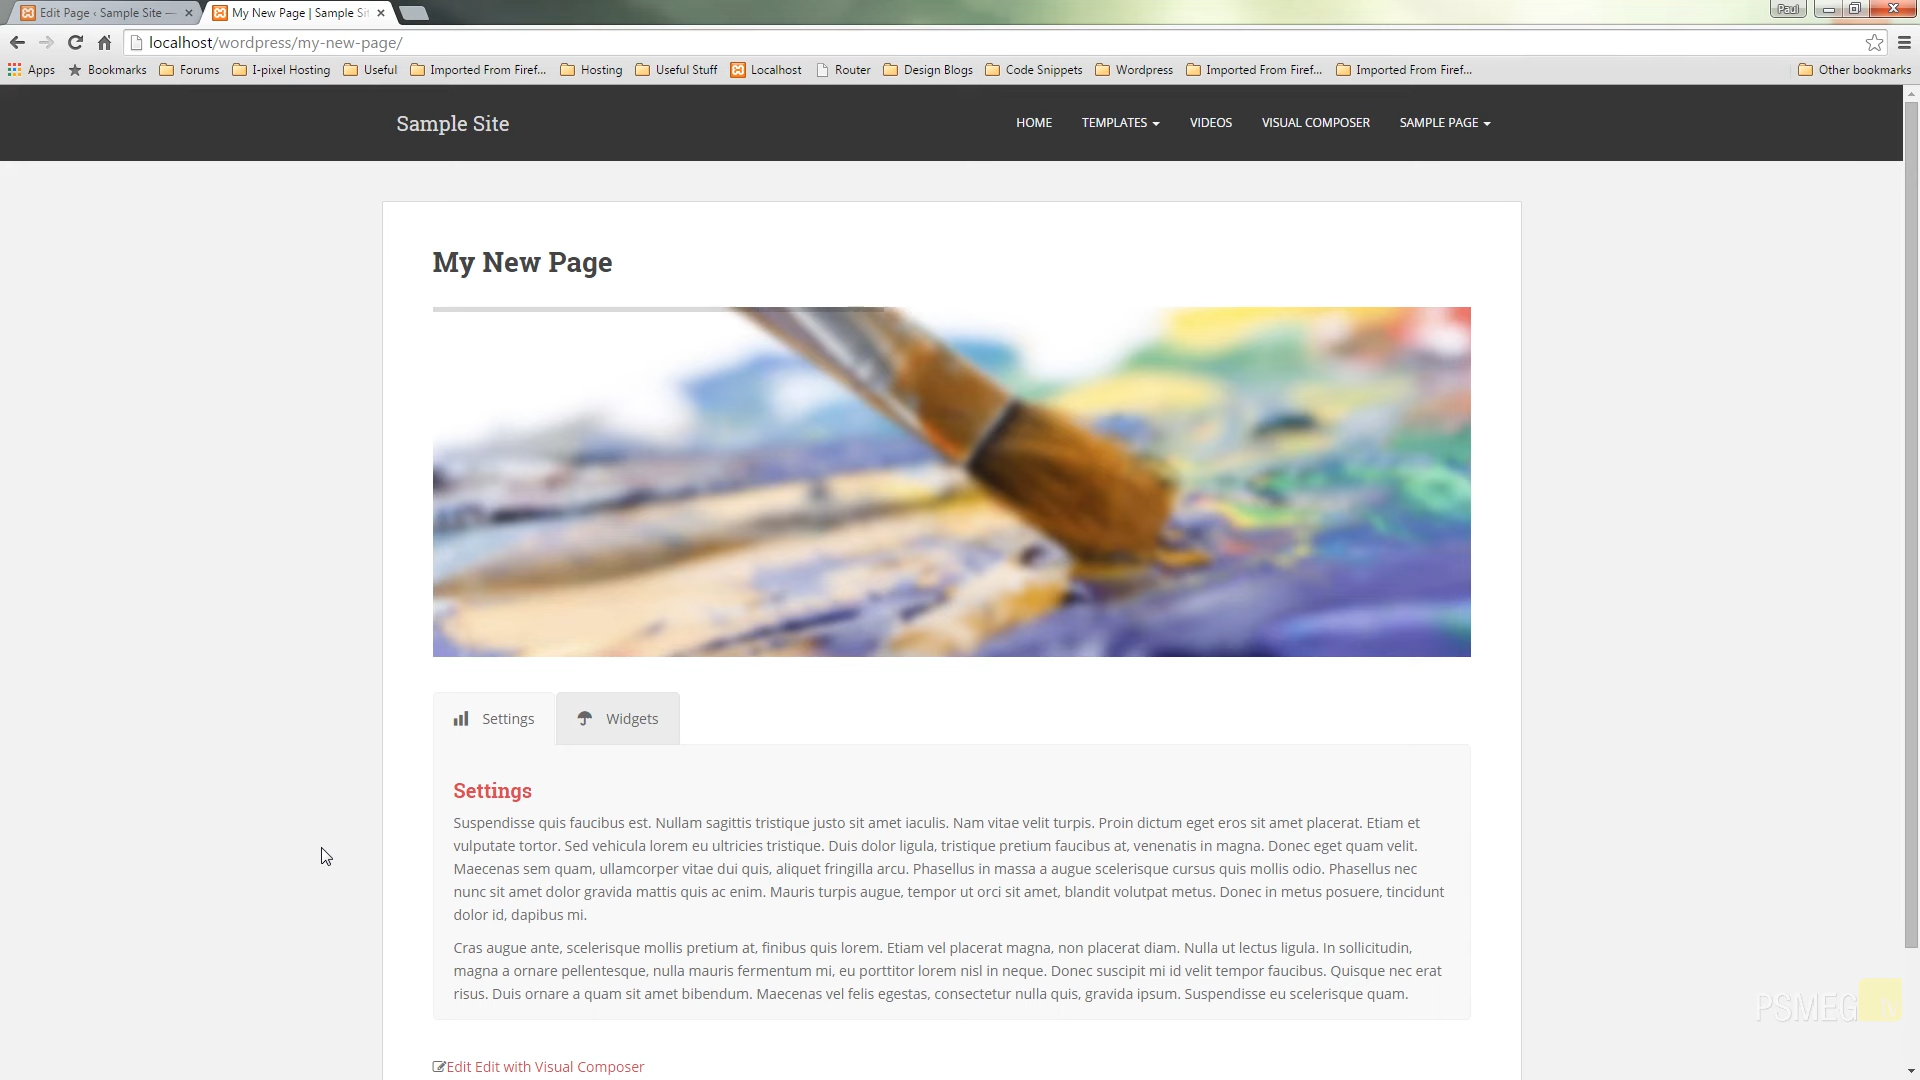 Edit Page ‹ Sample Site —
My New Page | Sample Sit
Paul
localhost/wordpress/my-new-page/
Apps Bookmarks Forums I-pixel Hosting Useful Imported From Firef... Hosting Useful Stuff Localhost Router Design Blogs Code Snippets Wordpress Imported From Firef... Imported From Firef... Other bookmarks
Sample Site
HOME TEMPLATES VIDEOS VISUAL COMPOSER SAMPLE PAGE
My New Page
Settings Widgets
Settings
Suspendisse quis faucibus est. Nullam sagittis tristique justo sit amet iaculis. Nam vitae velit turpis. Proin dictum eget eros sit amet placerat. Etiam et
vulputate tortor. Sed vehicula lorem eu ultricies tristique. Duis dolor ligula, tristique pretium faucibus at, venenatis in magna. Donec eget quam velit.
Maecenas sem quam, ullamcorper vitae dui quis, aliquet fringilla arcu. Phasellus in massa a augue scelerisque cursus quis mollis odio. Phasellus nec
nunc sit amet dolor gravida mattis quis ac enim. Mauris turpis augue, tempor ut orci sit amet, blandit volutpat metus. Donec in metus posuere, tincidunt
dolor id, dapibus mi.
Cras augue ante, scelerisque mollis pretium at, finibus quis lorem. Etiam vel placerat magna, non placerat diam. Nulla ut lectus ligula. In sollicitudin,
magna a ornare pellentesque, nulla mauris fermentum mi, eu porttitor lorem nisl in neque. Donec suscipit mi id velit tempor faucibus. Quisque nec erat
risus. Duis ornare a quam sit amet bibendum. Maecenas vel felis egestas, consectetur nulla quis, gravida ipsum. Suspendisse eu scelerisque quam.
PSMEG
Edit Edit with Visual Composer